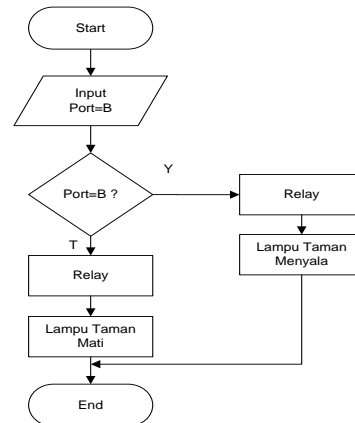 Start
Input
Port=B
Port=B ?
Y
Relay
Lampu Taman
Menyala
T
Relay
Lampu Taman
Mati
End